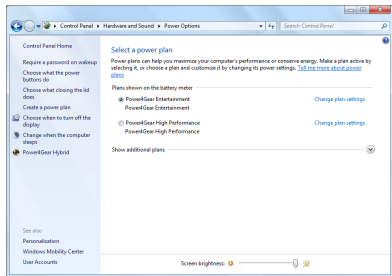 Control Panel ▸ Hardware and Sound ▸ Power Options
Search Control Panel
Control Panel Home
Require a password on wakeup
Choose what the power
buttons do
Choose what closing the lid
does
Create a power plan
Choose when to turn off the
display
Change when the computer
sleeps
Power4Gear Hybrid
See also
Personalization
Windows Mobility Center
User Accounts
Select a power plan
Power plans can help you maximize your computer's performance or conserve energy. Make a plan active by
selecting it, or choose a plan and customize it by changing its power settings. Tell me more about power
plans
Plans shown on the battery meter
Power4Gear Entertainment Change plan settings
Power4Gear Entertainment
Power4Gear High Performance Change plan settings
Power4Gear High Performance
Show additional plans
Screen brightness: